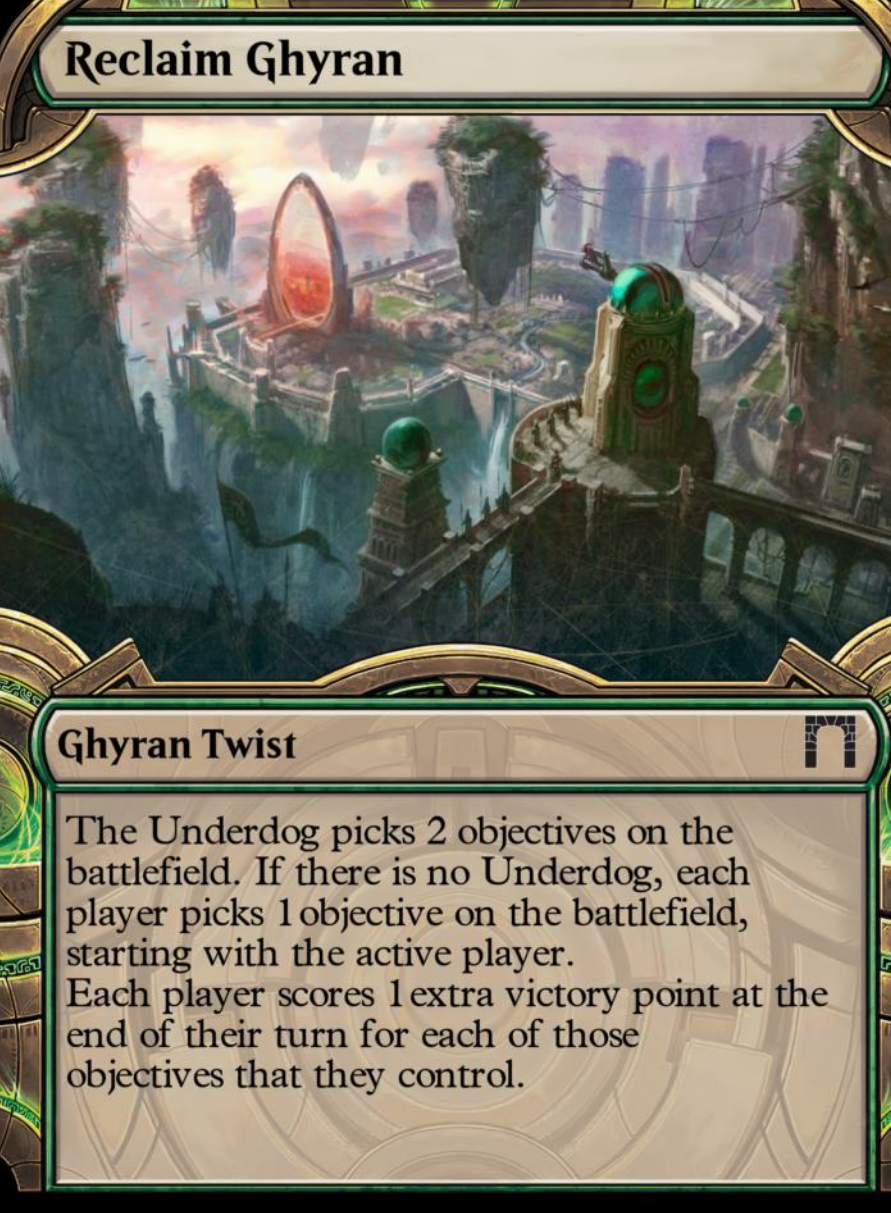 Reclaim Ghyran
Ghyran Twist
The Underdog picks 2 objectives on the
battlefield. If there is no Underdog, each
player picks 1 objective on the battlefield,
starting with the active player.
Each player scores 1 extra victory point at the
end of their turn for each of those
objectives that they control.